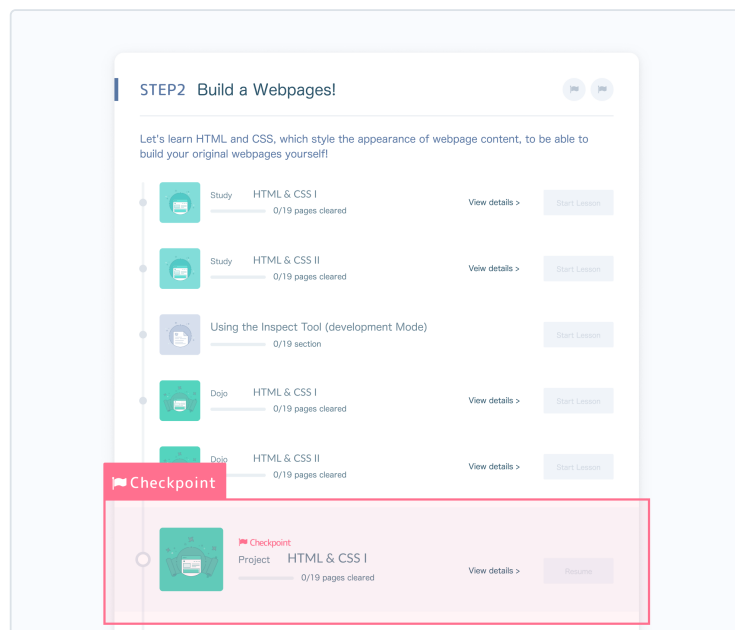 STEP2 Build a Webpages!
Let's learn HTML and CSS, which style the appearance of webpage content, to be able to
build your original webpages yourself!
Study HTML & CSS I
0/19 pages cleared
View details >
Start Lesson
Study HTML & CSS II
0/19 pages cleared
Veiw details >
Start Lesson
Using the Inspect Tool (development Mode)
0/19 section
Start Lesson
Dojo HTML & CSS I
0/19 pages cleared
View details >
Start Lesson
Dojo HTML & CSS II
0/19 pages cleared
View details >
Start Lesson
Checkpoint
Checkpoint
Project HTML & CSS I
0/19 pages cleared
View details >
Resume